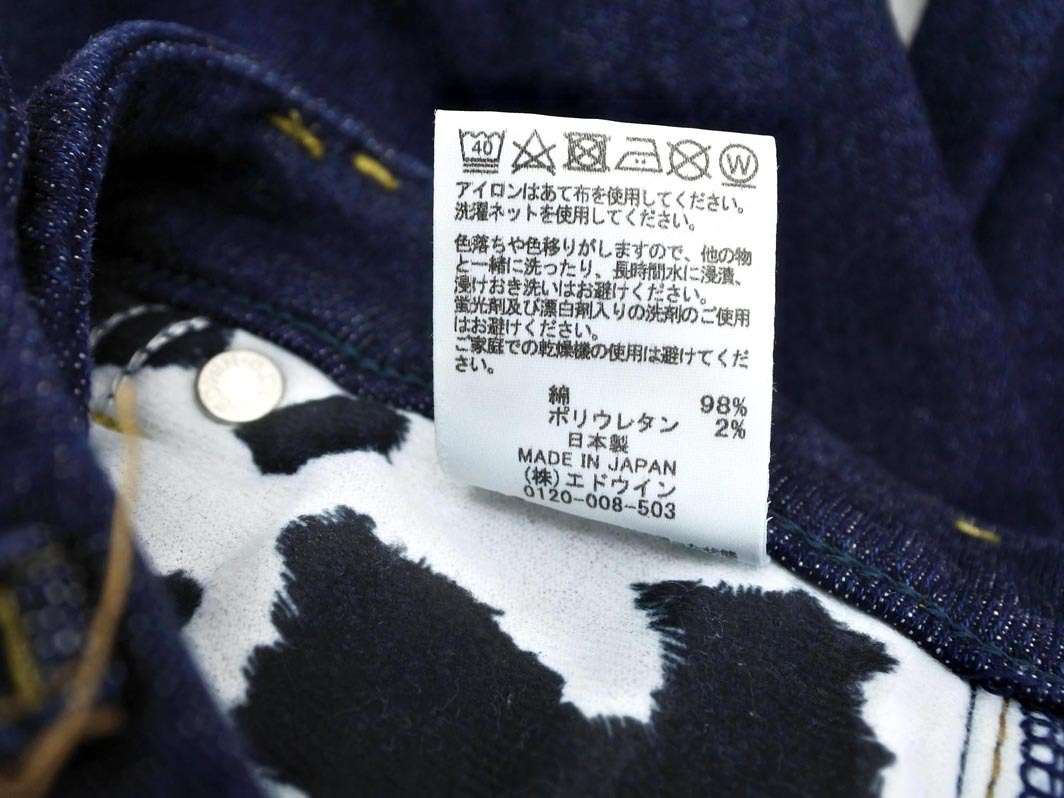 40
W
アイロンはあて布を使用してください。
洗濯ネットを使用してください。
色落ちや色移りがしますので、他の物
と一緒に洗ったり、長時間水に浸漬、
浸けおき洗いはお避けください。
蛍光剤及び漂白剤入りの洗剤のご使用
はお避けください。
ご家庭での乾燥機の使用は避けてくだ
さい。
綿 98%
ポリウレタン 2%
日本製
MADE IN JAPAN
(株)エドウイン
0120-008-503